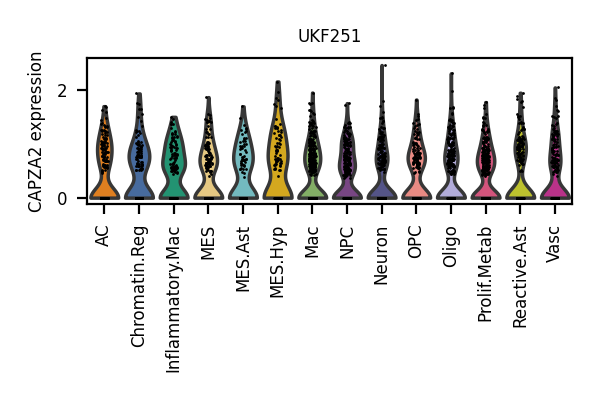 UKF251
CAPZA2 expression
2
0
AC
Chromatin.Reg
Inflammatory.Mac
MES
MES.Ast
MES.Hyp
Mac
NPC
Neuron
OPC
Oligo
Prolif.Metab
Reactive.Ast
Vasc